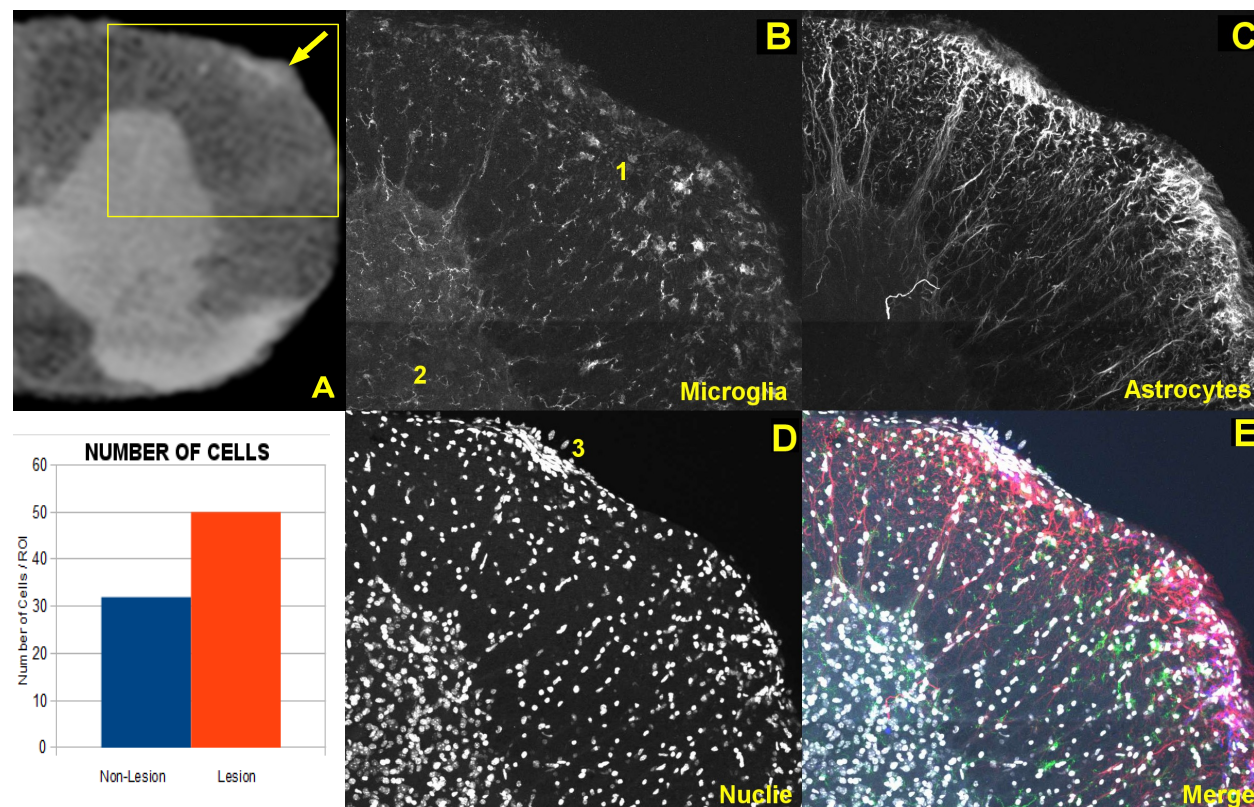 A
B
1
2
Microglia
C
Astrocytes
NUMBER OF CELLS
Number of Cells / ROI
60
50
40
30
20
10
0
Non-Lesion
Lesion
D
3
Nuclie
E
Merge